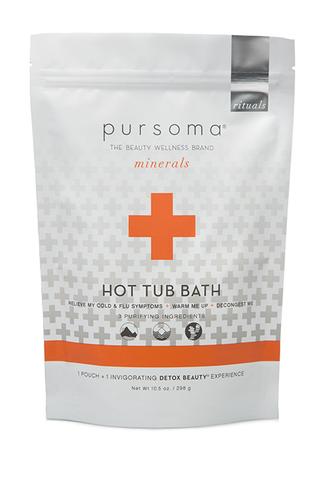 rituals
pursoma®
THE BEAUTY WELLNESS BRAND
minerals
HOT TUB BATH
RELIEVE MY COLD & FLU SYMPTOMS + WARM ME UP + DECONGEST ME
3 PURIFYING INGREDIENTS
1 POUCH = 1 INVIGORATING DETOX BEAUTY® EXPERIENCE
Net Wt 10.5 oz / 298 g